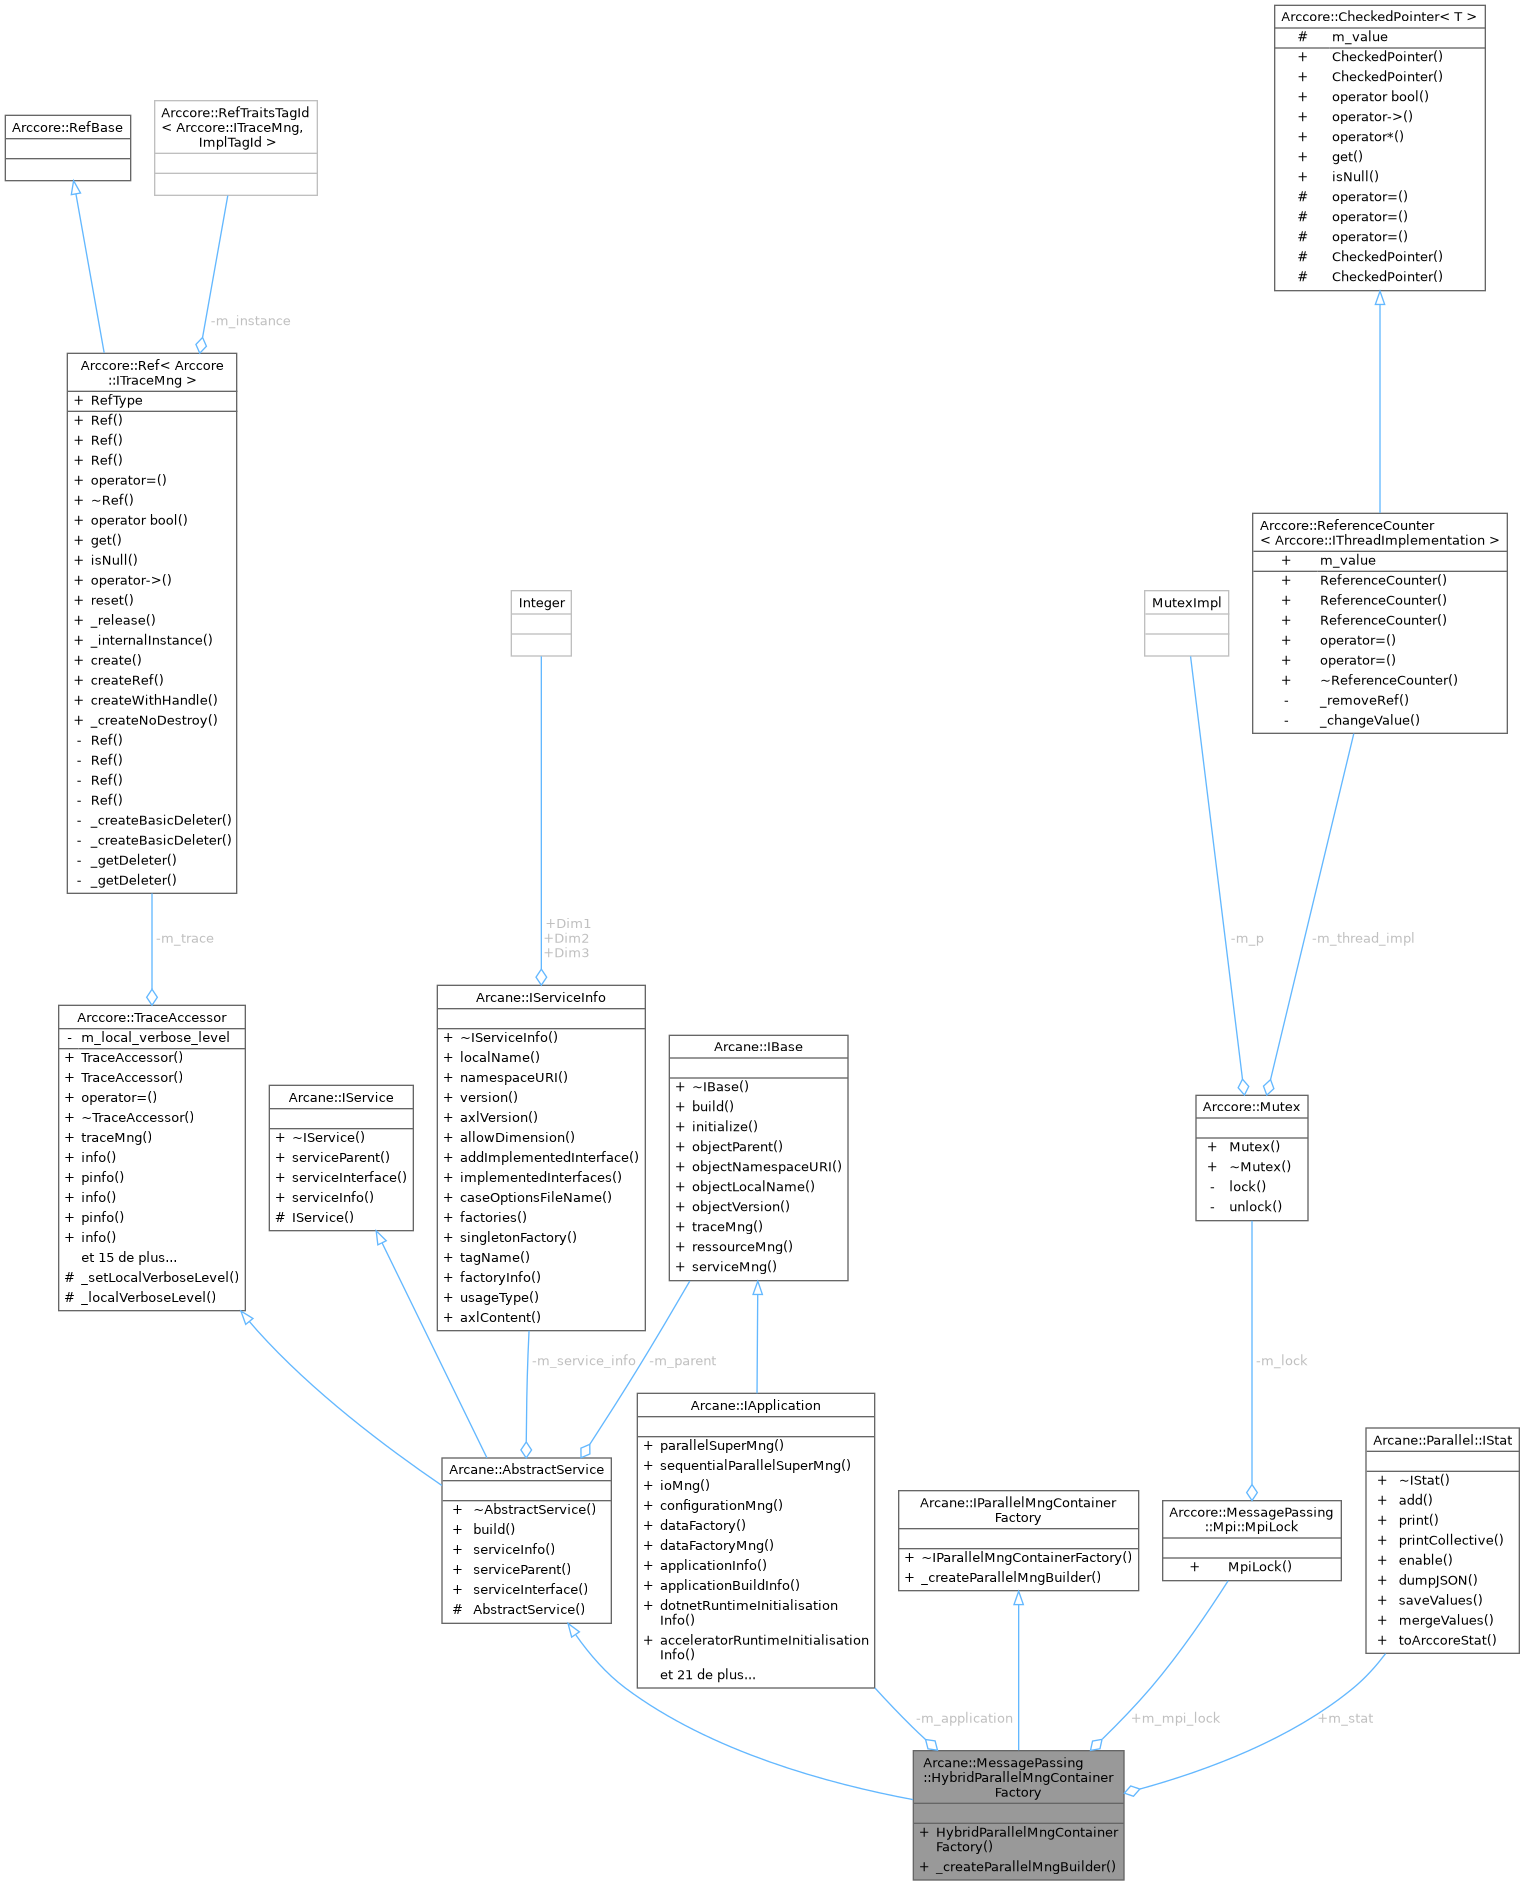 Arccore::CheckedPointer< T >
# m_value
+ CheckedPointer()
+ CheckedPointer()
+ operator bool()
+ operator->()
+ operator*()
+ get()
+ isNull()
# operator=()
# operator=()
# operator=()
# CheckedPointer()
# CheckedPointer()
Arccore::RefBase
Arccore::RefTraitsTagId
< Arccore::ITraceMng,
ImplTagId >
-m_instance
Arccore::Ref< Arccore
::ITraceMng >
+ RefType
+ Ref()
+ Ref()
+ Ref()
+ operator=()
+ ~Ref()
+ operator bool()
+ get()
+ isNull()
+ operator->()
+ reset()
+ _release()
+ _internalInstance()
+ create()
+ createRef()
+ createWithHandle()
+ _createNoDestroy()
- Ref()
- Ref()
- Ref()
- Ref()
- _createBasicDeleter()
- _createBasicDeleter()
- _getDeleter()
- _getDeleter()
Arccore::ReferenceCounter
< Arccore::IThreadImplementation >
+ m_value
+ ReferenceCounter()
+ ReferenceCounter()
+ ReferenceCounter()
+ operator=()
+ operator=()
+ ~ReferenceCounter()
- _removeRef()
- _changeValue()
Integer
MutexImpl
-m_trace
+Dim1
+Dim2
+Dim3
-m_p
-m_thread_impl
Arccore::TraceAccessor
- m_local_verbose_level
+ TraceAccessor()
+ TraceAccessor()
+ operator=()
+ ~TraceAccessor()
+ traceMng()
+ info()
+ pinfo()
+ info()
+ pinfo()
+ info()
et 15 de plus...
# _setLocalVerboseLevel()
# _localVerboseLevel()
Arcane::IService
+ ~IService()
+ serviceParent()
+ serviceInterface()
+ serviceInfo()
# IService()
Arcane::IServiceInfo
+ ~IServiceInfo()
+ localName()
+ namespaceURI()
+ version()
+ axlVersion()
+ allowDimension()
+ addImplementedInterface()
+ implementedInterfaces()
+ caseOptionsFileName()
+ factories()
+ singletonFactory()
+ tagName()
+ factoryInfo()
+ usageType()
+ axlContent()
Arcane::IBase
+ ~IBase()
+ build()
+ initialize()
+ objectParent()
+ objectNamespaceURI()
+ objectLocalName()
+ objectVersion()
+ traceMng()
+ ressourceMng()
+ serviceMng()
Arccore::Mutex
+ Mutex()
+ ~Mutex()
- lock()
- unlock()
-m_service_info
-m_parent
-m_lock
Arcane::AbstractService
+ ~AbstractService()
+ build()
+ serviceInfo()
+ serviceParent()
+ serviceInterface()
# AbstractService()
Arcane::IApplication
+ parallelSuperMng()
+ sequentialParallelSuperMng()
+ ioMng()
+ configurationMng()
+ dataFactory()
+ dataFactoryMng()
+ applicationInfo()
+ applicationBuildInfo()
+ dotnetRuntimeInitialisation
Info()
+ acceleratorRuntimeInitialisation
Info()
et 21 de plus...
Arcane::IParallelMngContainer
Factory
+ ~IParallelMngContainerFactory()
+ _createParallelMngBuilder()
Arccore::MessagePassing
::Mpi::MpiLock
+ MpiLock()
Arcane::Parallel::IStat
+ ~IStat()
+ add()
+ print()
+ printCollective()
+ enable()
+ dumpJSON()
+ saveValues()
+ mergeValues()
+ toArccoreStat()
-m_application
+m_mpi_lock
+m_stat
Arcane::MessagePassing
::HybridParallelMngContainer
Factory
+ HybridParallelMngContainer
Factory()
+ _createParallelMngBuilder()